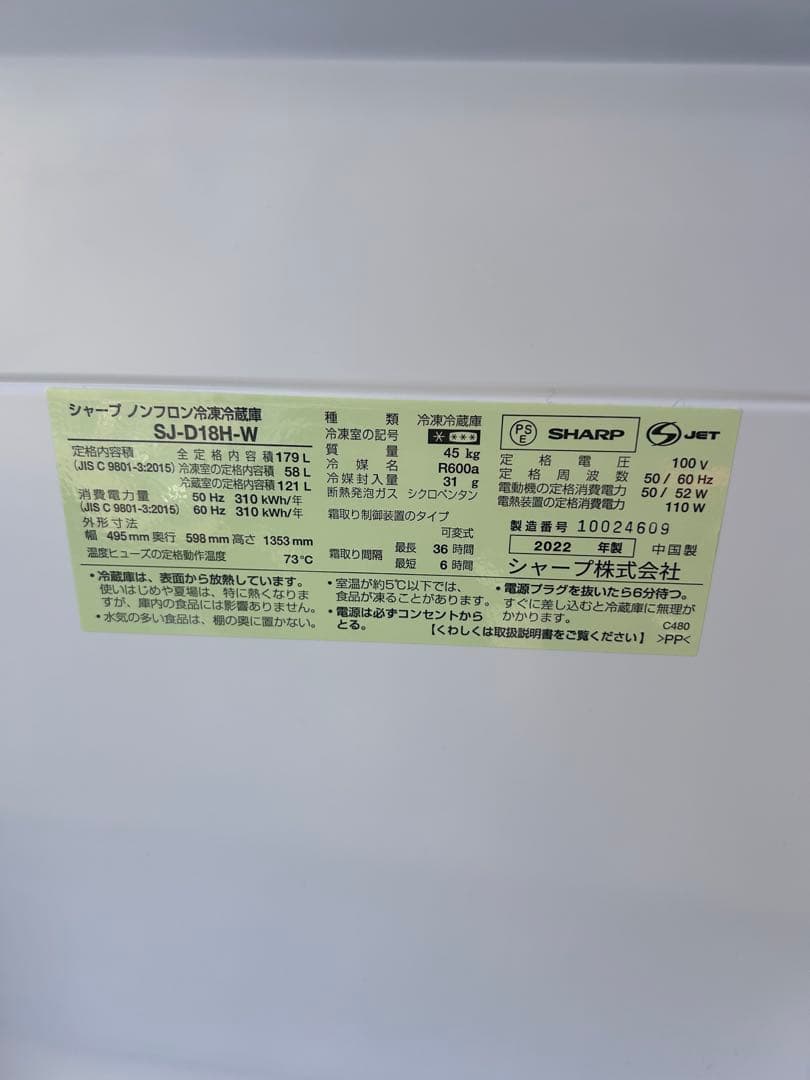 シャープ ノンフロン冷凍冷蔵庫
SJ-D18H-W
定格内容積 全定格内容積 179 L
(JIS C 9801-3:2015) 冷凍室の定格内容積 58 L
冷蔵室の定格内容積 121 L
消費電力量 50 Hz 310 kWh/年
(JIS C 9801-3:2015) 60 Hz 310 kWh/年
外形寸法
幅 495 mm 奥行 598 mm 高さ 1353 mm
温度ヒューズの定格動作温度 73℃
種類 冷凍冷蔵庫
冷凍室の記号 * ***
質量 45 kg
冷媒名 R600a
冷媒封入量 31 g
断熱発泡ガス シクロペンタン
霜取り制御装置のタイプ
可変式
霜取り間隔 最長 36 時間
最短 6 時間
PS E SHARP JET
定格電圧 100 V
定格周波数 50 / 60 Hz
電動機の定格消費電力 50 / 52 W
電熱装置の定格消費電力 110 W
製造番号 10024609
2022 年製 中国製
シャープ株式会社
・冷蔵庫は、表面から放熱しています。
使いはじめや夏場は、特に熱くなりま
すが、庫内の食品には影響ありません。
・水気の多い食品は、棚の奥に置かない。
・室温が約5℃以下では、
食品が凍ることがあります。
・電源は必ずコンセントから
とる。
・電源プラグを抜いたら6分待つ。
すぐに差し込むと冷蔵庫に無理が
かかります。
C480
【くわしくは取扱説明書をご覧ください】 >PP<